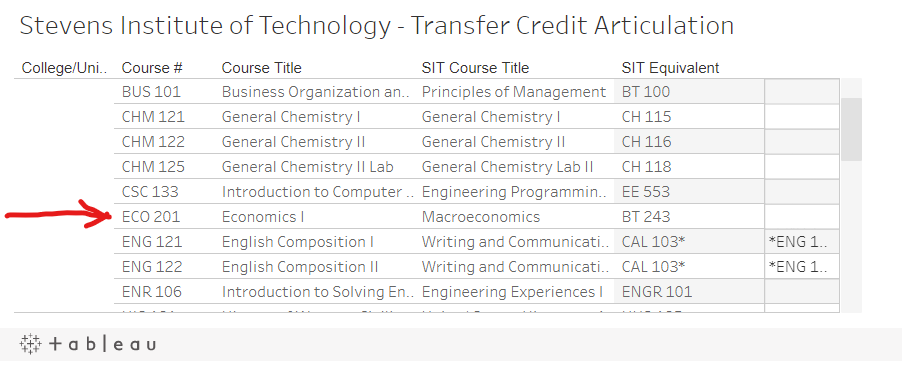 Stevens Institute of Technology - Transfer Credit Articulation
College/Uni.. Course # Course Title SIT Course Title SIT Equivalent
BUS 101 Business Organization an.. Principles of Management BT 100
CHM 121 General Chemistry I General Chemistry I CH 115
CHM 122 General Chemistry II General Chemistry II CH 116
CHM 125 General Chemistry II Lab General Chemistry Lab II CH 118
CSC 133 Introduction to Computer .. Engineering Programmin.. EE 553
ECO 201 Economics I Macroeconomics BT 243
ENG 121 English Composition I Writing and Communicati.. CAL 103* *ENG 1..
ENG 122 English Composition II Writing and Communicati.. CAL 103* *ENG 1..
ENR 106 Introduction to Solving En.. Engineering Experiences I ENGR 101
tableau